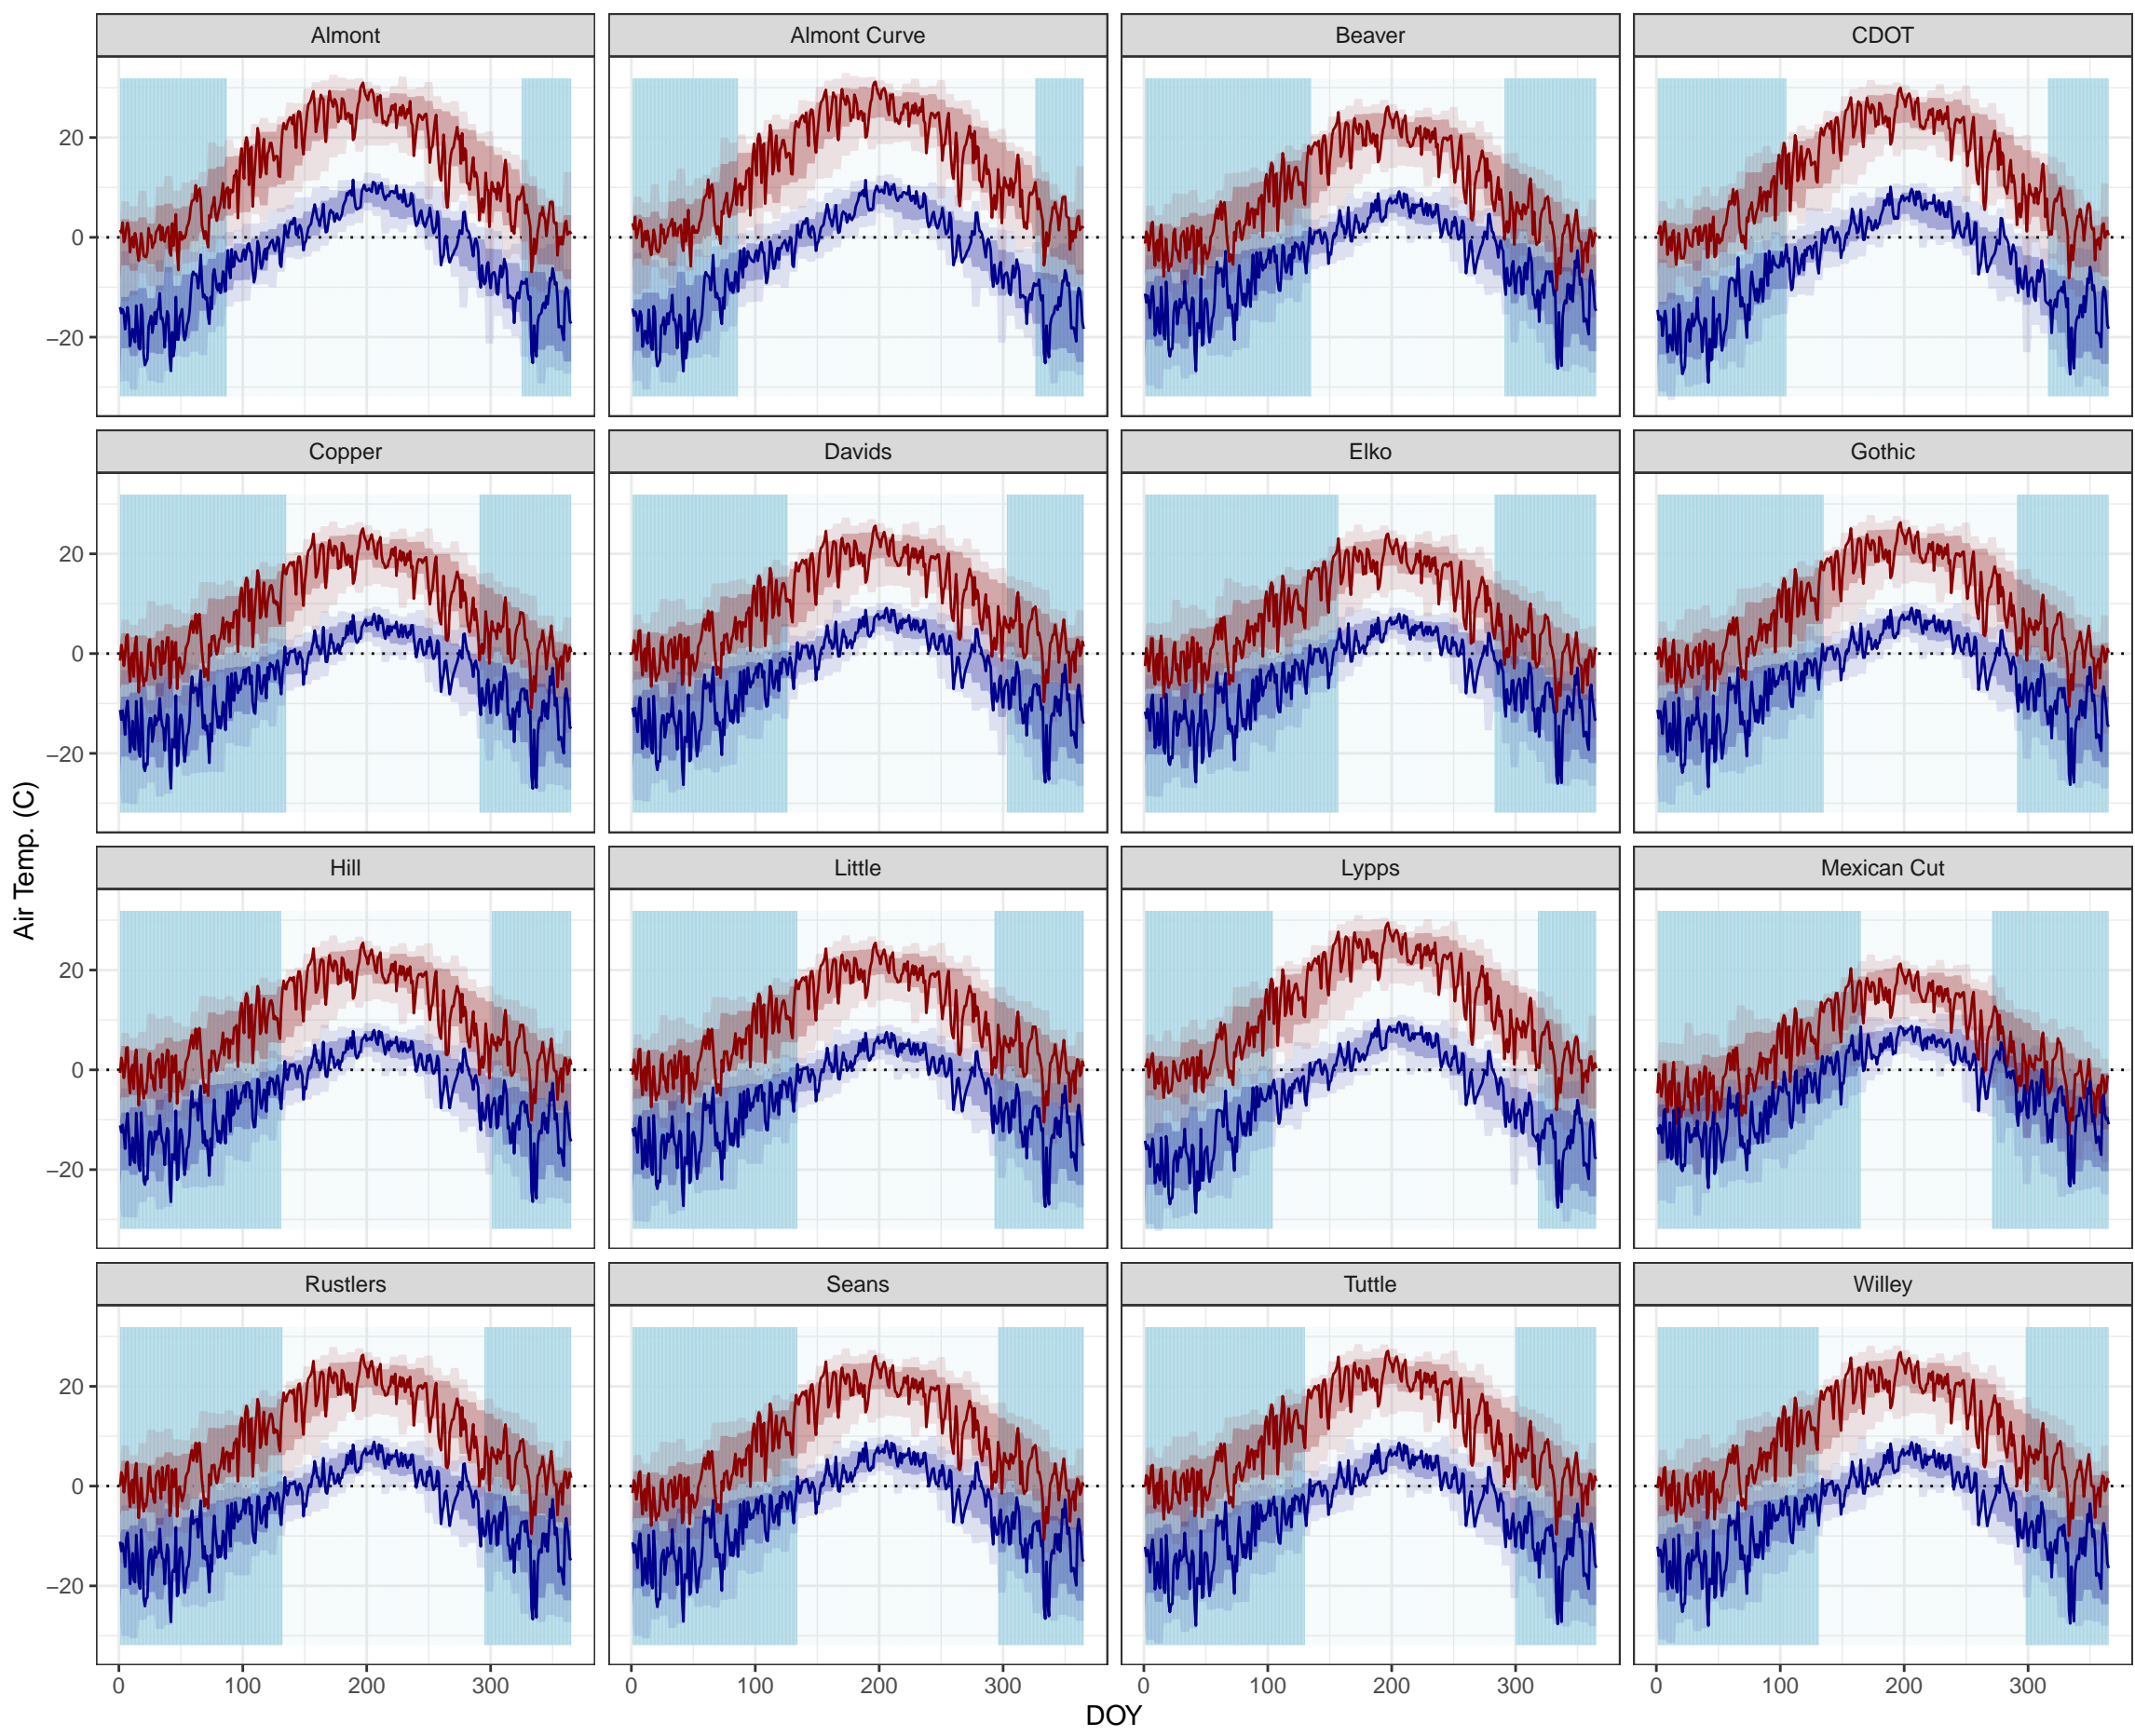 Almont Almont Curve Beaver CDOT
20
0
−20
Copper Davids Elko Gothic
20
0
−20
Air Temp. (C)
Hill Little Lypps Mexican Cut
20
0
−20
Rustlers Seans Tuttle Willey
20
0
−20
0 100 200 300 0 100 200 300 0 100 200 300 0 100 200 300
DOY